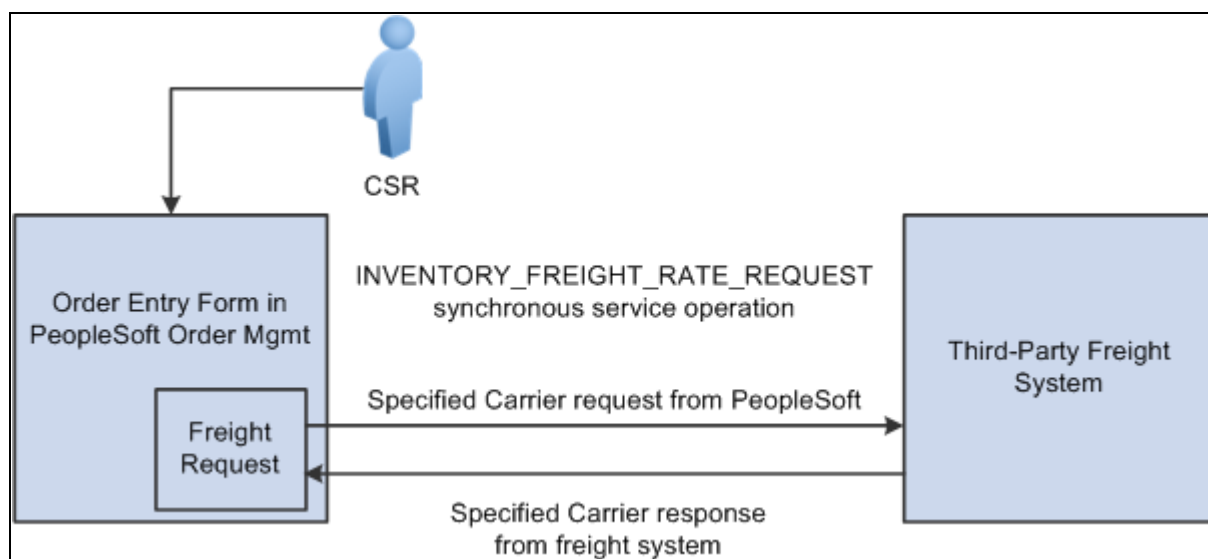 CSR
Order Entry Form in
PeopleSoft Order Mgmt
Freight
Request
INVENTORY_FREIGHT_RATE_REQUEST
synchronous service operation
Specified Carrier request from PeopleSoft
Specified Carrier response
from freight system
Third-Party Freight
System